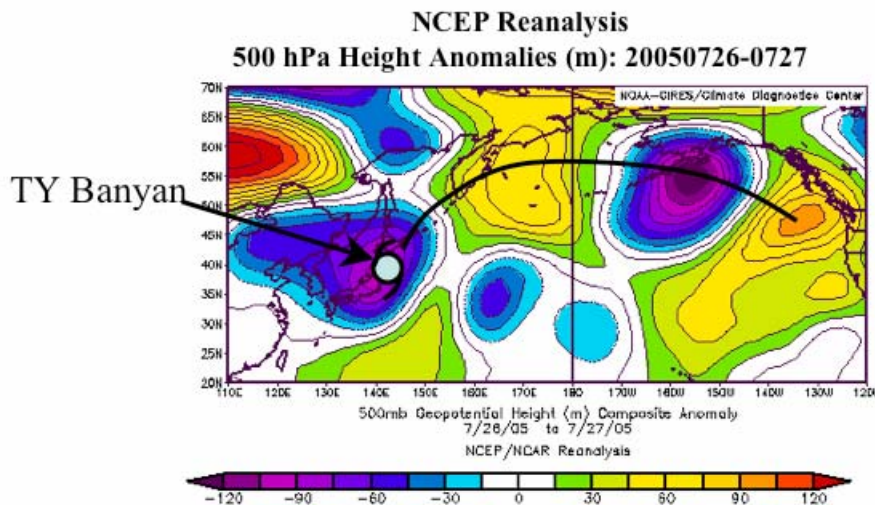 NCEP Reanalysis
500 hPa Height Anomalies (m): 20050726-0727
NOAA-CIRES/Climate Diagnostics Center
70N
65N
60N
55N
TY Banyan
50N
45N
40N
35N
30N
25N
20N
110E 120E 130E 140E 150E 160E 170E 180 170W 160W 150W 140W 130W 120W
500mb Geopotential Height (m) Composite Anomaly
7/26/05 to 7/27/05
NCEP/NCAR Reanalysis
-120 -90 -60 -30 0 30 60 90 120